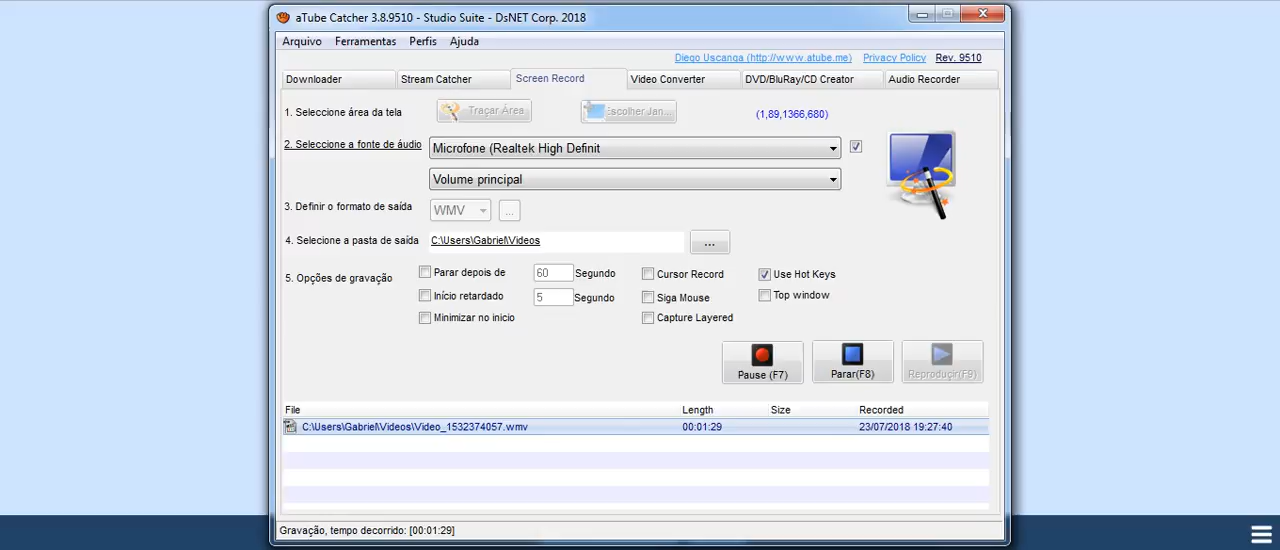 aTube Catcher 3.8.9510 - Studio Suite - DsNET Corp. 2018
Arquivo Ferramentas Perfis Ajuda
Diego Uscanga (http://www.atube.me) Privacy Policy Rev. 9510
Downloader Stream Catcher Screen Record Video Converter DVD/BluRay/CD Creator Audio Recorder
1. Seleccione área da tela Traçar Área Escolher Jan... (1,89,1366,680)
2. Seleccione a fonte de áudio Microfone (Realtek High Definit
Volume principal
3. Definir o formato de saída WMV ...
4. Selecione a pasta de saída C:\Users\Gabriel\Videos ...
5. Opções de gravação Parar depois de 60 Segundo Cursor Record Use Hot Keys
Início retardado 5 Segundo Siga Mouse Top window
Minimizar no inicio Capture Layered
Pause (F7) Parar(F8) Reproduçir(F9)
File Length Size Recorded
C:\Users\Gabriel\Videos\Video_1532374057.wmv 00:01:29 23/07/2018 19:27:40
Gravação, tempo decorrido: [00:01:29]